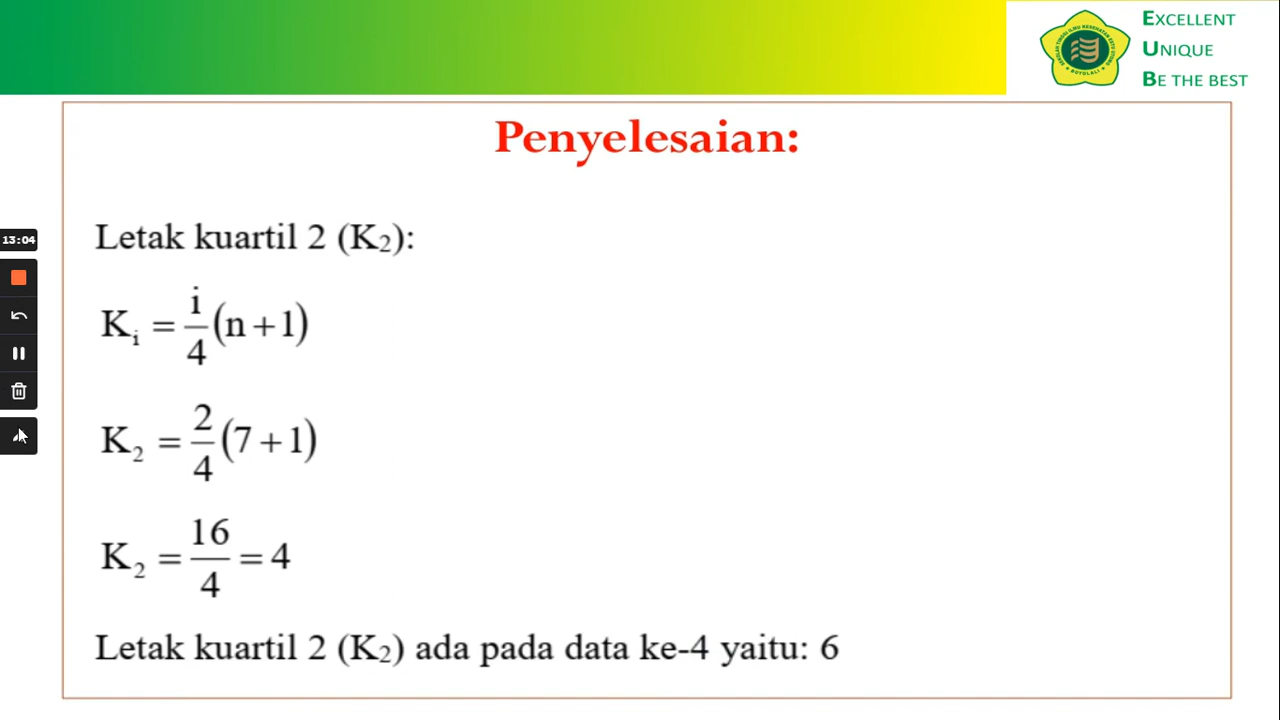 EXCELLENT
UNIQUE
BE THE BEST
Penyelesaian:
13:04
Letak kuartil 2 (K₂):
Kᵢ = i/4 (n + 1)
K₂ = 2/4 (7 + 1)
K₂ = 16/4 = 4
Letak kuartil 2 (K₂) ada pada data ke-4 yaitu: 6